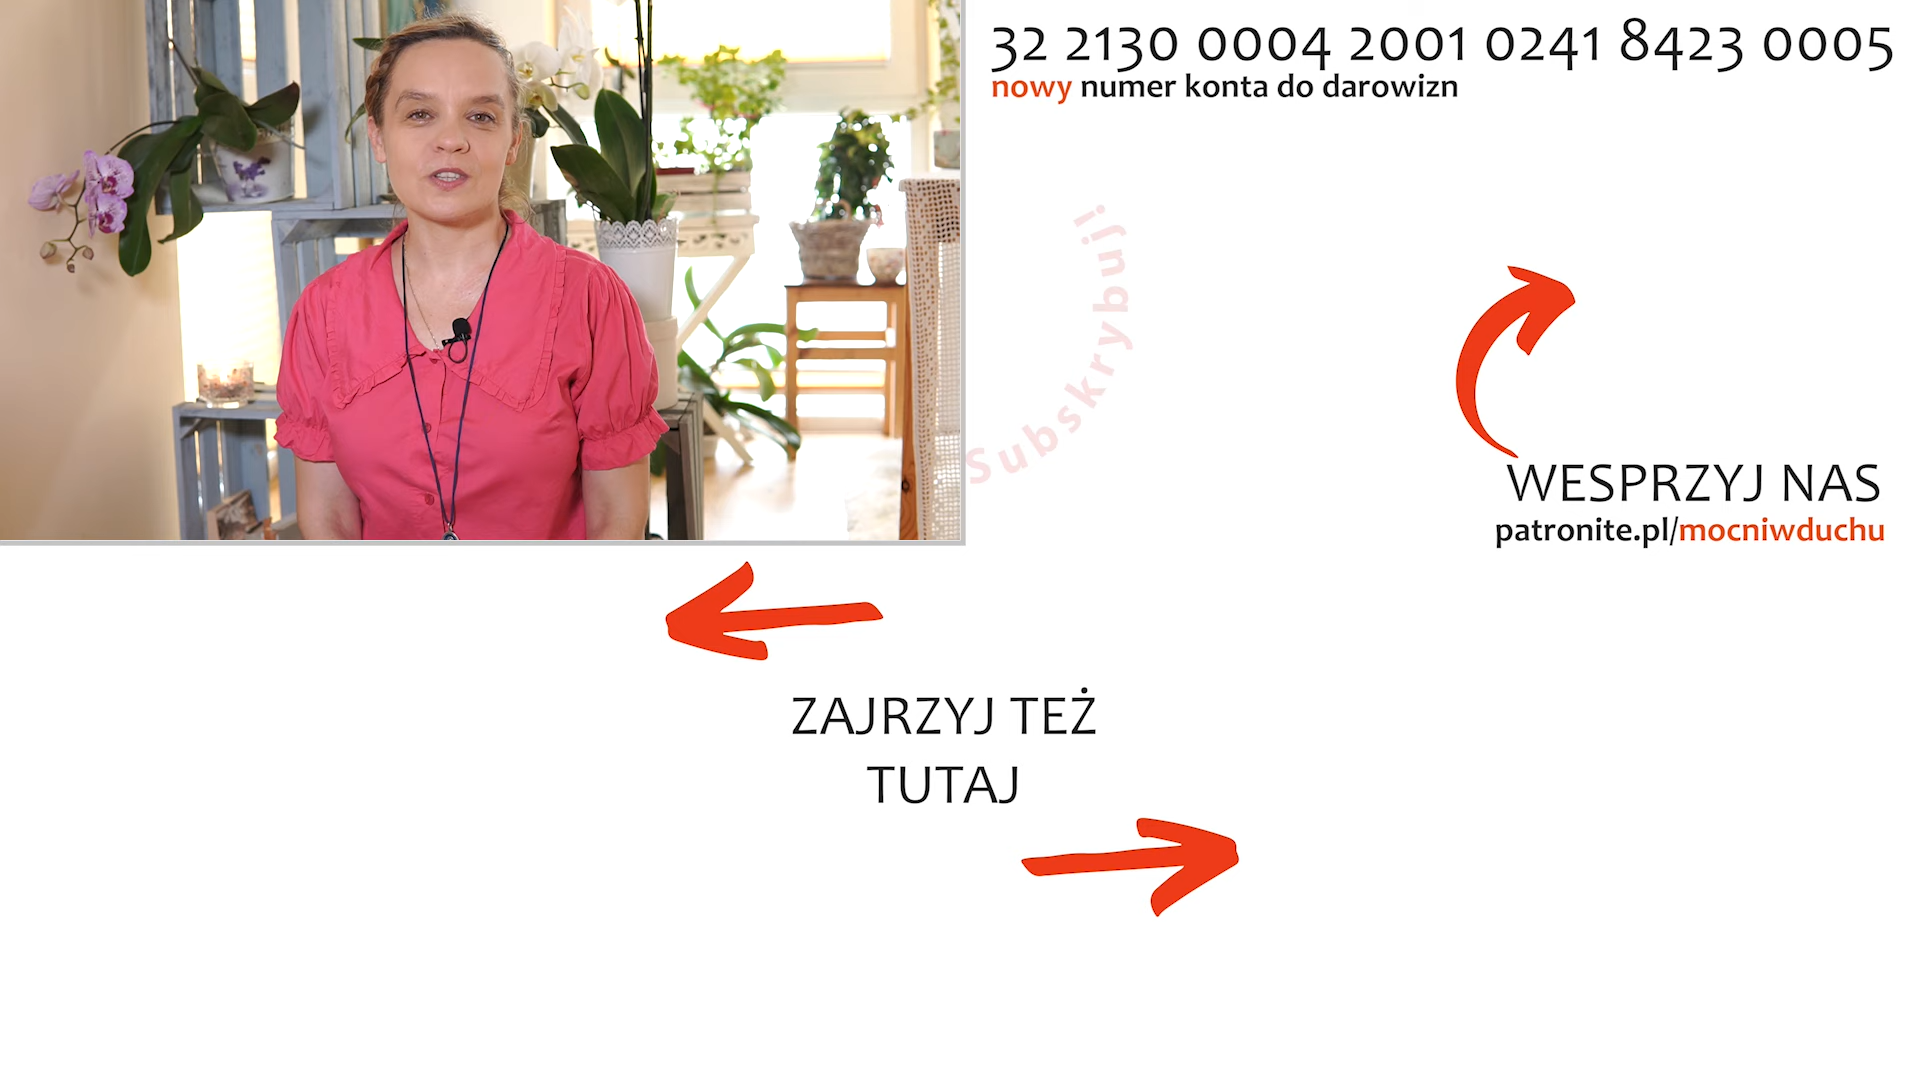 32 2130 0004 2001 0241 8423 0005
nowy numer konta do darowizn
Subskrybuj!
WESPRZYJ NAS
patronite.pl/mocniwduchu
ZAJRZYJ TEŻ
TUTAJ